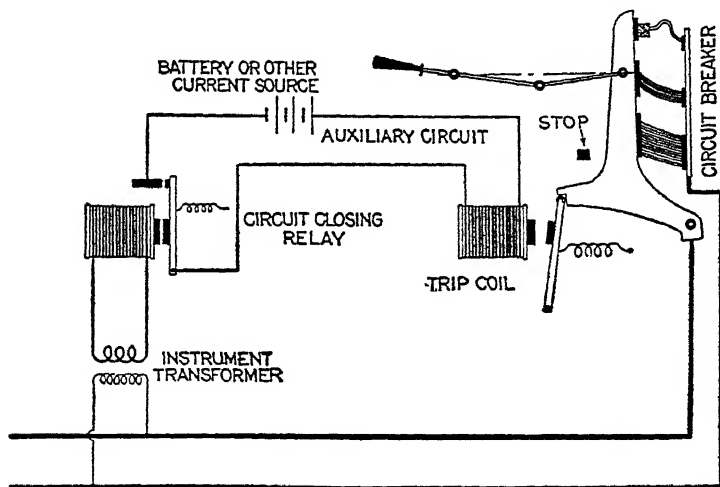 BATTERY OR OTHER
CURRENT SOURCE
AUXILIARY CIRCUIT
STOP
CIRCUIT BREAKER
CIRCUIT CLOSING
RELAY
TRIP COIL
INSTRUMENT
TRANSFORMER